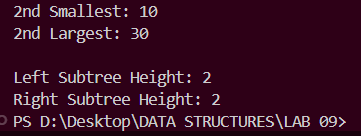 2nd Smallest: 10
2nd Largest: 30
Left Subtree Height: 2
Right Subtree Height: 2
PS D:\Desktop\DATA STRUCTURES\LAB 09>